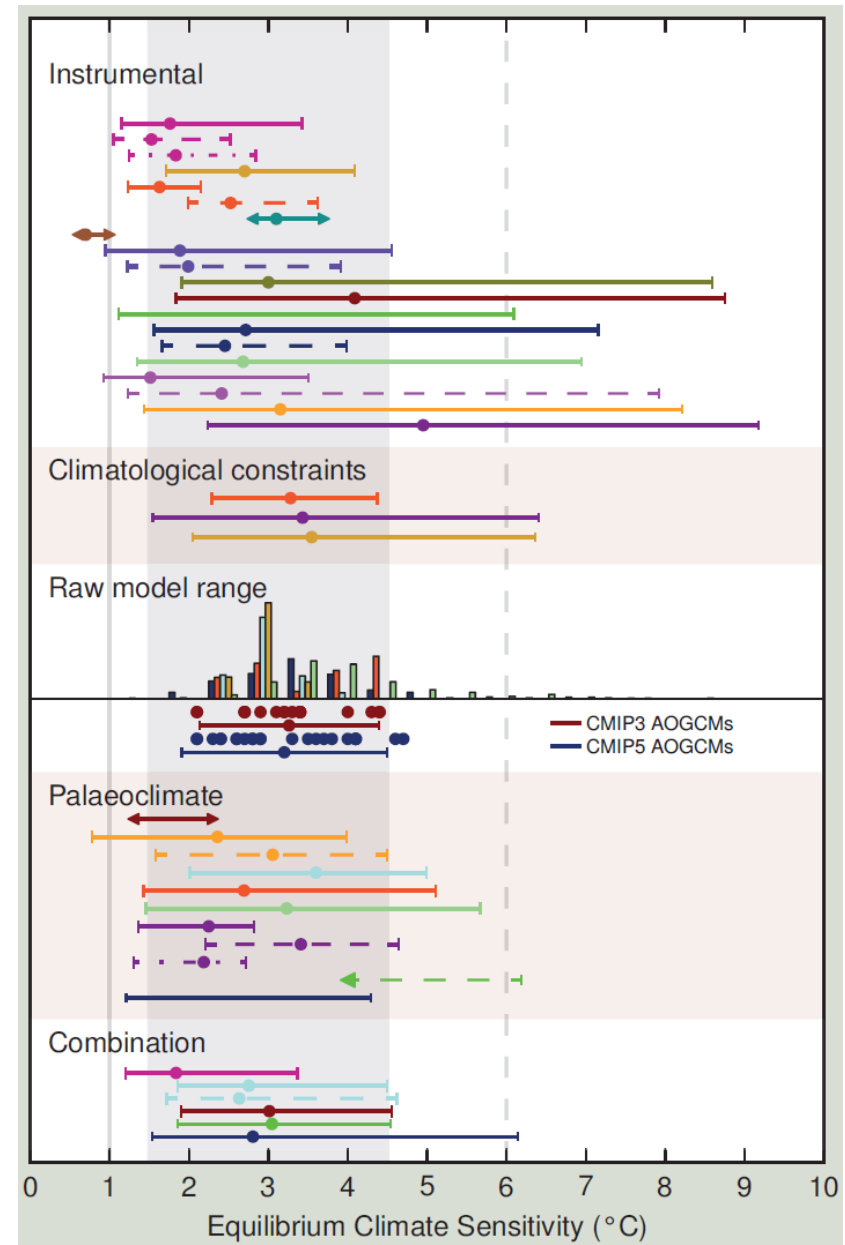 Instrumental
Climatological constraints
Raw model range
CMIP3 AOGCMs
CMIP5 AOGCMs
Palaeoclimate
Combination
0 1 2 3 4 5 6 7 8 9 10
Equilibrium Climate Sensitivity (°C)